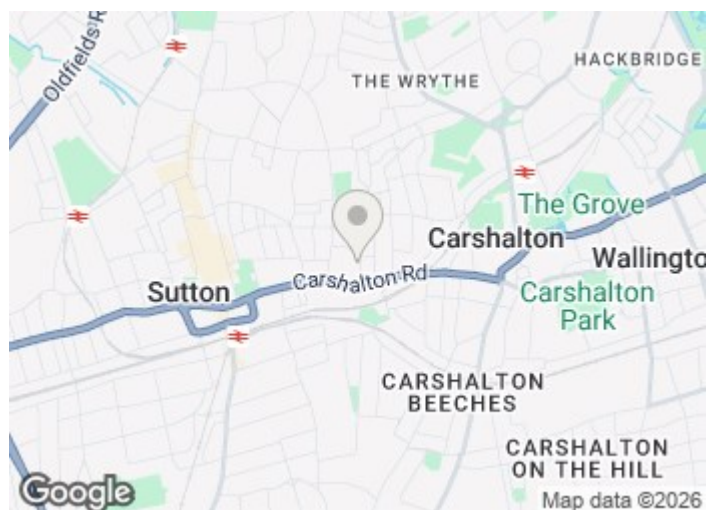 Oldfields R
THE WRYTHE
HACKBRIDGE
The Grove
Carshalton
Wallingto
Carshalton Rd
Carshalton
Park
Sutton
CARSHALTON
BEECHES
CARSHALTON
ON THE HILL
Google
Map data ©2026